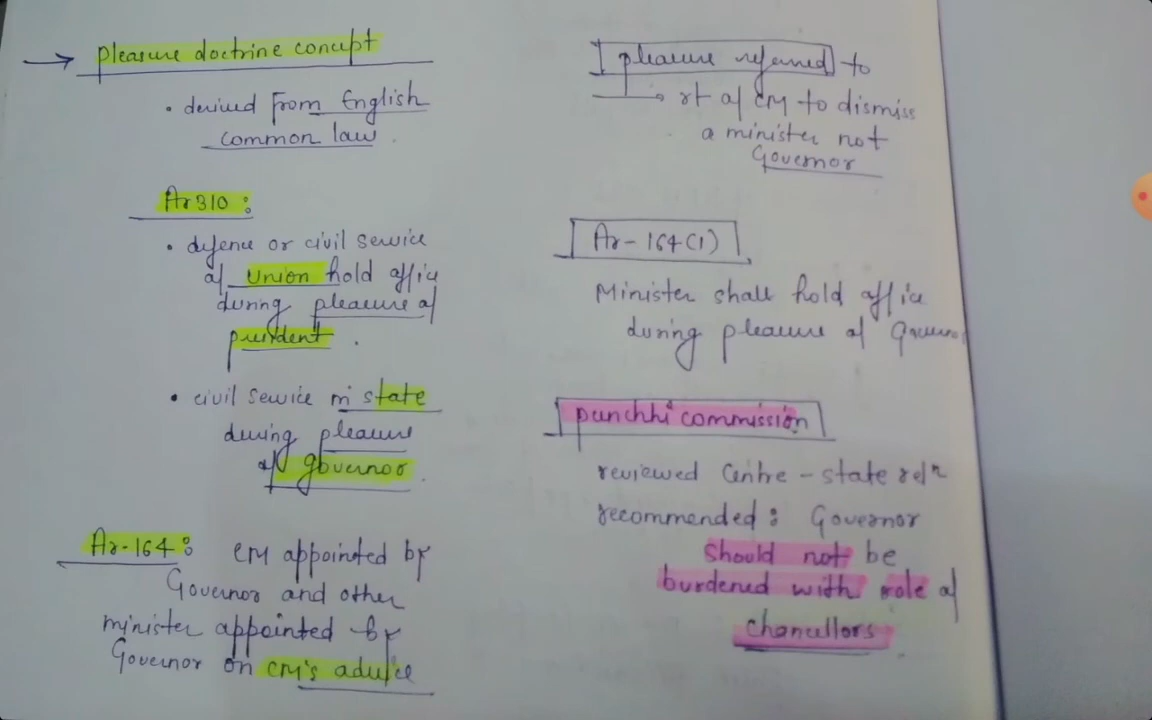 → pleasure doctrine concept
• derived from English
common law
Ar 310 :
• defence or civil service
of union hold office
during pleasure of
president .
• civil service in state
during pleasure
of governor
Ar-164 : CM appointed by
Governor and other
minister appointed by
Governor on CM's advice
pleasure referred to
→ rt of CM to dismiss
a minister not
Governor
Ar-164(1)
Minister shall hold office
during pleasure of Governor
punchhi commission
reviewed Centre-state relⁿ
recommended : Governor
should not be
burdened with role of
chancellors